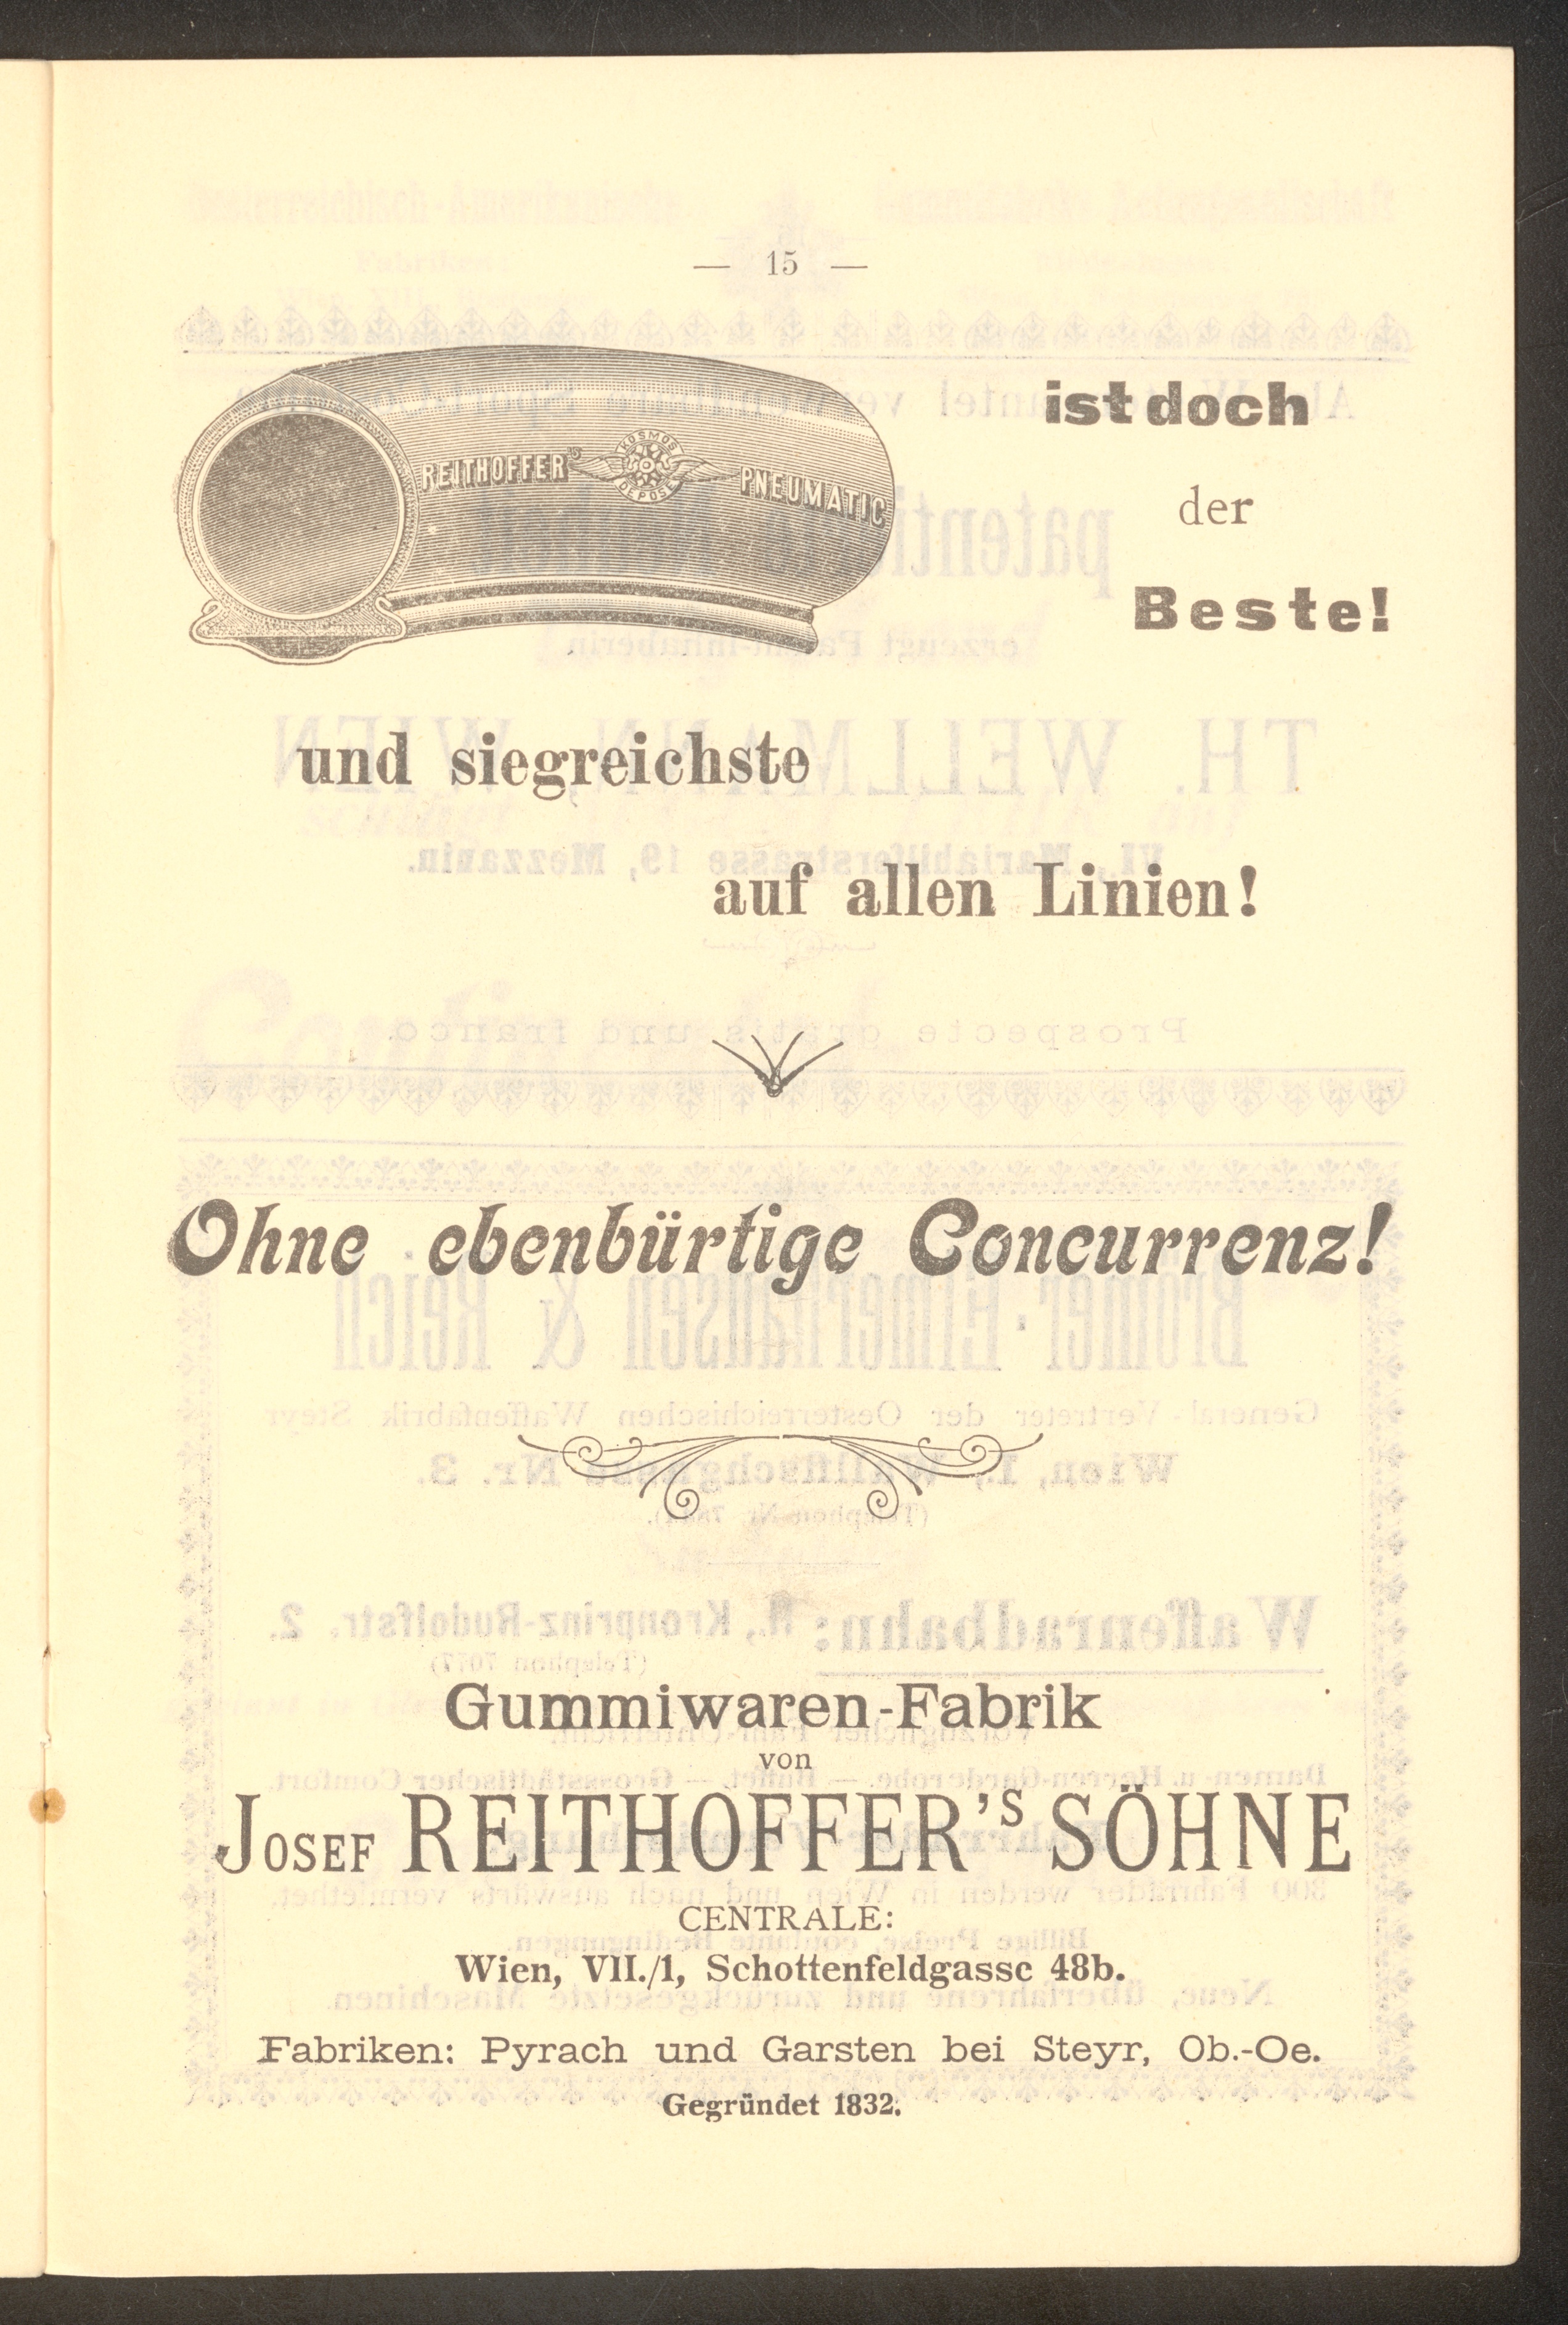 — 15 —
REITHOFFER'S KOSMOS DEPOSÉ PNEUMATIC
ist doch
der
Beste!
und siegreichste
auf allen Linien!
Ohne ebenbürtige Concurrenz!
Gummiwaren-Fabrik
von
JOSEF REITHOFFER'S SÖHNE
CENTRALE:
Wien, VII./1, Schottenfeldgasse 48b.
Fabriken: Pyrach und Garsten bei Steyr, Ob.-Oe.
Gegründet 1832.